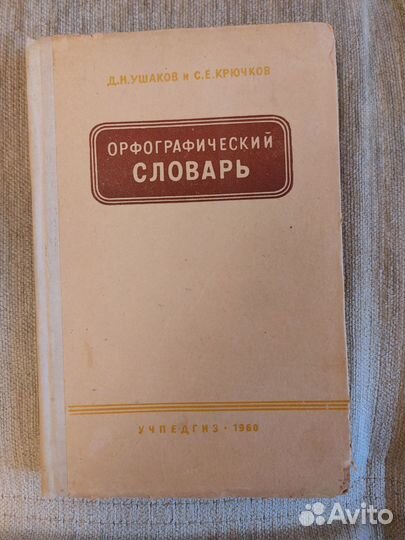 Д.Н.УШАКОВ и С.Е.КРЮЧКОВ
ОРФОГРАФИЧЕСКИЙ
СЛОВАРЬ
УЧПЕДГИЗ · 1960
Avito